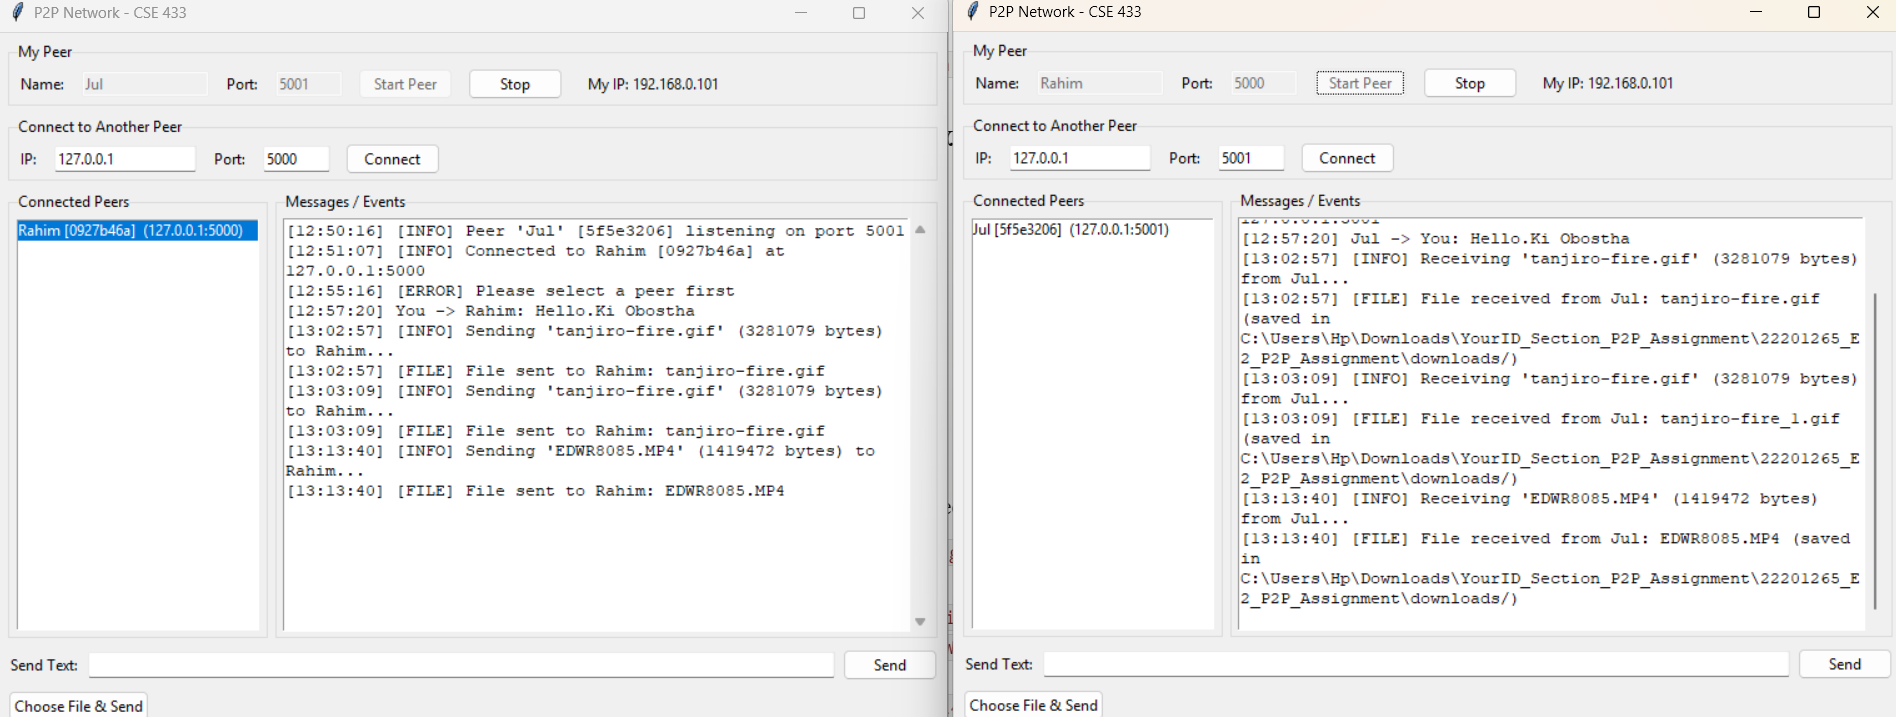 P2P Network - CSE 433
My Peer
Name: Jul Port: 5001 Start Peer Stop My IP: 192.168.0.101
Connect to Another Peer
IP: 127.0.0.1 Port: 5000 Connect
Connected Peers
Rahim [0927b46a] (127.0.0.1:5000)
Messages / Events
[12:50:16] [INFO] Peer 'Jul' [5f5e3206] listening on port 5001
[12:51:07] [INFO] Connected to Rahim [0927b46a] at
127.0.0.1:5000
[12:55:16] [ERROR] Please select a peer first
[12:57:20] You -> Rahim: Hello.Ki Obostha
[13:02:57] [INFO] Sending 'tanjiro-fire.gif' (3281079 bytes)
to Rahim...
[13:02:57] [FILE] File sent to Rahim: tanjiro-fire.gif
[13:03:09] [INFO] Sending 'tanjiro-fire.gif' (3281079 bytes)
to Rahim...
[13:03:09] [FILE] File sent to Rahim: tanjiro-fire.gif
[13:13:40] [INFO] Sending 'EDWR8085.MP4' (1419472 bytes) to
Rahim...
[13:13:40] [FILE] File sent to Rahim: EDWR8085.MP4
Send Text: Send
Choose File & Send
P2P Network - CSE 433
My Peer
Name: Rahim Port: 5000 Start Peer Stop My IP: 192.168.0.101
Connect to Another Peer
IP: 127.0.0.1 Port: 5001 Connect
Connected Peers
Jul [5f5e3206] (127.0.0.1:5001)
Messages / Events
127.0.0.1:5001
[12:57:20] Jul -> You: Hello.Ki Obostha
[13:02:57] [INFO] Receiving 'tanjiro-fire.gif' (3281079 bytes)
from Jul...
[13:02:57] [FILE] File received from Jul: tanjiro-fire.gif
(saved in
C:\Users\Hp\Downloads\YourID_Section_P2P_Assignment\22201265_E
2_P2P_Assignment\downloads/)
[13:03:09] [INFO] Receiving 'tanjiro-fire.gif' (3281079 bytes)
from Jul...
[13:03:09] [FILE] File received from Jul: tanjiro-fire_1.gif
(saved in
C:\Users\Hp\Downloads\YourID_Section_P2P_Assignment\22201265_E
2_P2P_Assignment\downloads/)
[13:13:40] [INFO] Receiving 'EDWR8085.MP4' (1419472 bytes)
from Jul...
[13:13:40] [FILE] File received from Jul: EDWR8085.MP4 (saved
in
C:\Users\Hp\Downloads\YourID_Section_P2P_Assignment\22201265_E
2_P2P_Assignment\downloads/)
Send Text: Send
Choose File & Send